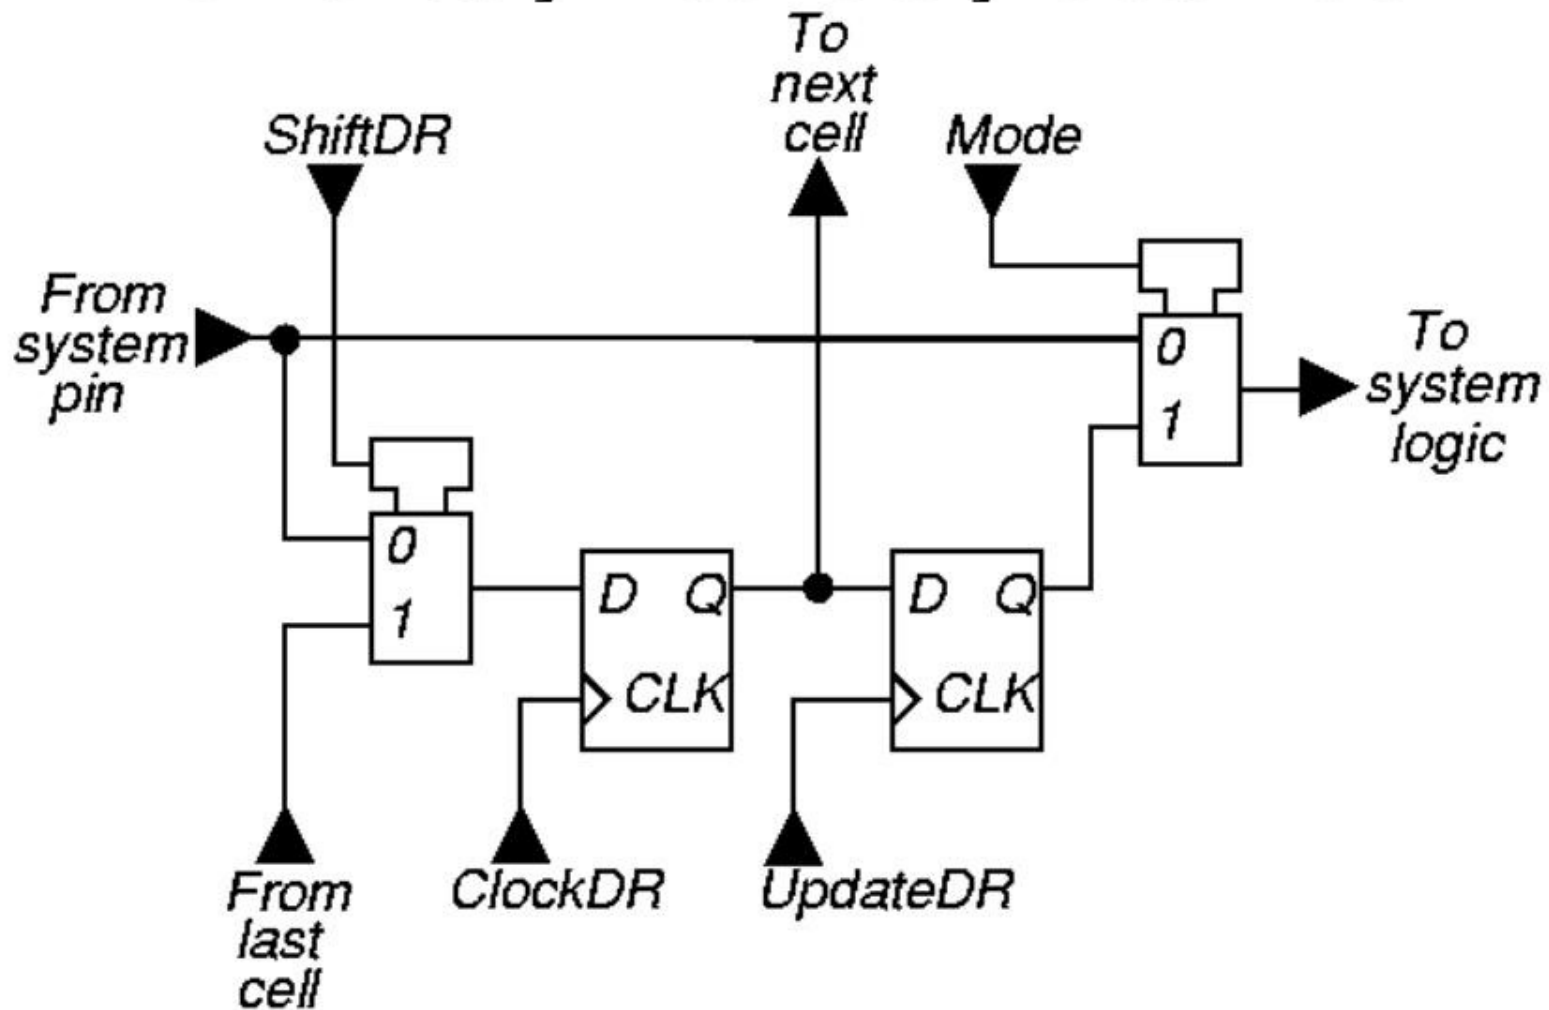 To
next
cell
ShiftDR
Mode
From
system
pin
0
1
To
system
logic
0
1
D Q
CLK
D Q
CLK
From
last
cell
ClockDR
UpdateDR